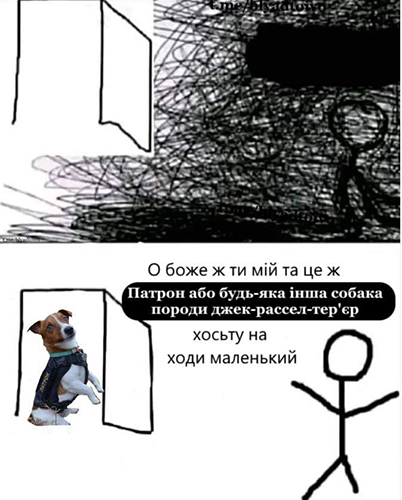 О боже ж ти мій та це ж
Патрон або будь-яка інша собака
породи джек-рассел-тер'єр
хосьту на
ходи маленький
ПАТРОН